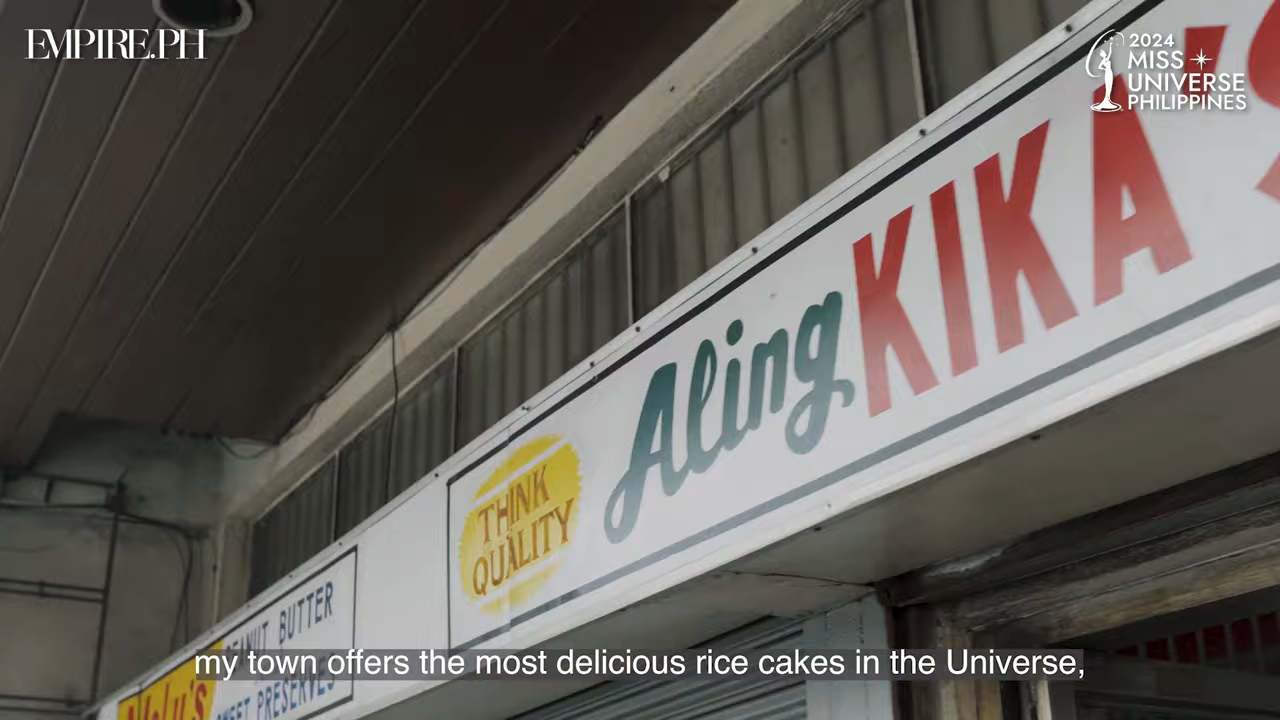 EMPIRE.PH
2024
MISS
UNIVERSE
PHILIPPINES
Aling KIKA'S
THINK
QUALITY
PEANUT BUTTER
SWEET PRESERVES
my town offers the most delicious rice cakes in the Universe,